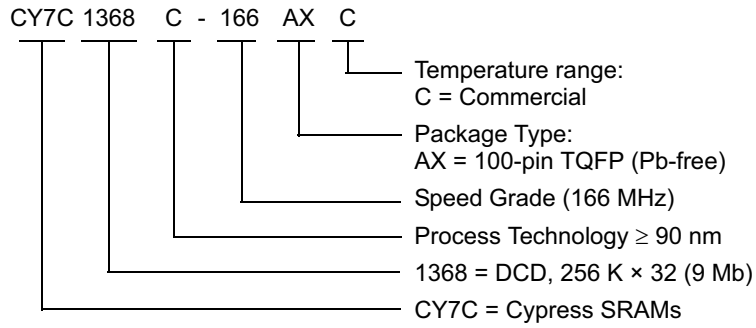 CY7C 1368 C - 166 AX C
Temperature range:
C = Commercial
Package Type:
AX = 100-pin TQFP (Pb-free)
Speed Grade (166 MHz)
Process Technology ≥ 90 nm
1368 = DCD, 256 K × 32 (9 Mb)
CY7C = Cypress SRAMs